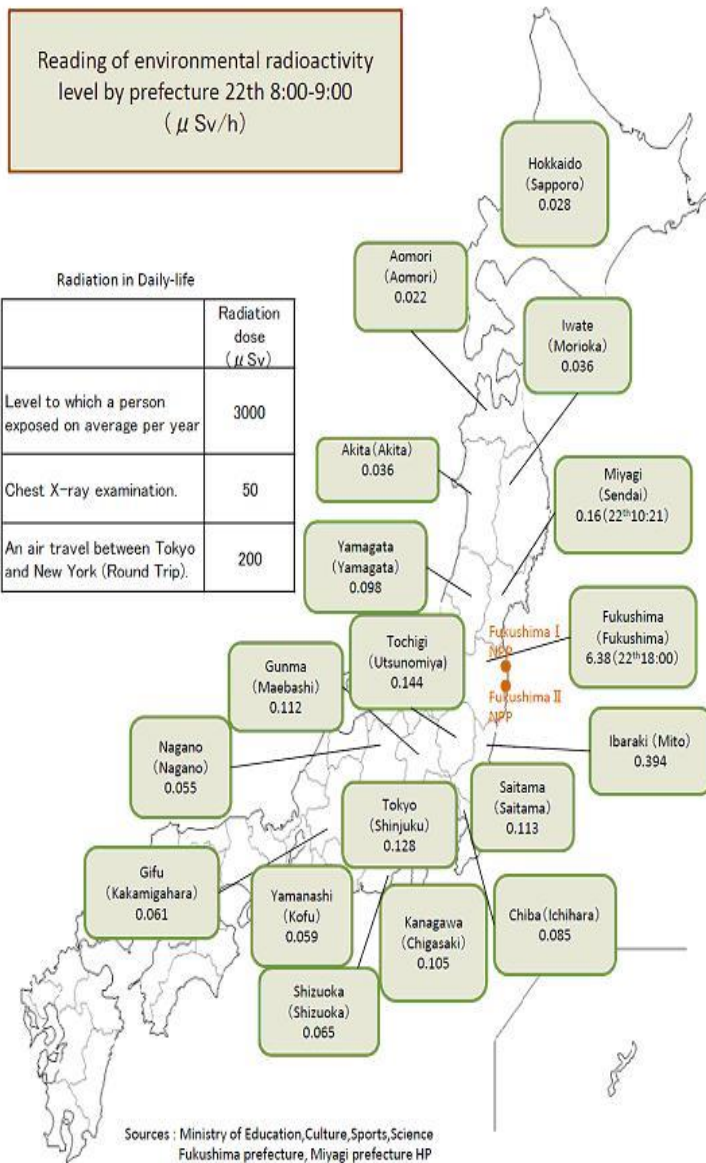 Reading of environmental radioactivity
level by prefecture 22th 8:00-9:00
(μSv/h)
Hokkaido
(Sapporo)
0.028
Aomori
(Aomori)
0.022
Iwate
(Morioka)
0.036
Radiation in Daily-life
Radiation
dose
(μSv)
Level to which a person
exposed on average per year
3000
Chest X-ray examination.
50
An air travel between Tokyo
and New York (Round Trip).
200
Akita (Akita)
0.036
Miyagi
(Sendai)
0.16(22th10:21)
Yamagata
(Yamagata)
0.098
Fukushima
(Fukushima)
6.38(22th18:00)
Fukushima Ⅰ
NPP
Fukushima Ⅱ
NPP
Tochigi
(Utsunomiya)
0.144
Gunma
(Maebashi)
0.112
Ibaraki (Mito)
0.394
Nagano
(Nagano)
0.055
Saitama
(Saitama)
0.113
Tokyo
(Shinjuku)
0.128
Gifu
(Kakamigahara)
0.061
Yamanashi
(Kofu)
0.059
Kanagawa
(Chigasaki)
0.105
Chiba (Ichihara)
0.085
Shizuoka
(Shizuoka)
0.065
Sources : Ministry of Education,Culture,Sports,Science
Fukushima prefecture, Miyagi prefecture HP